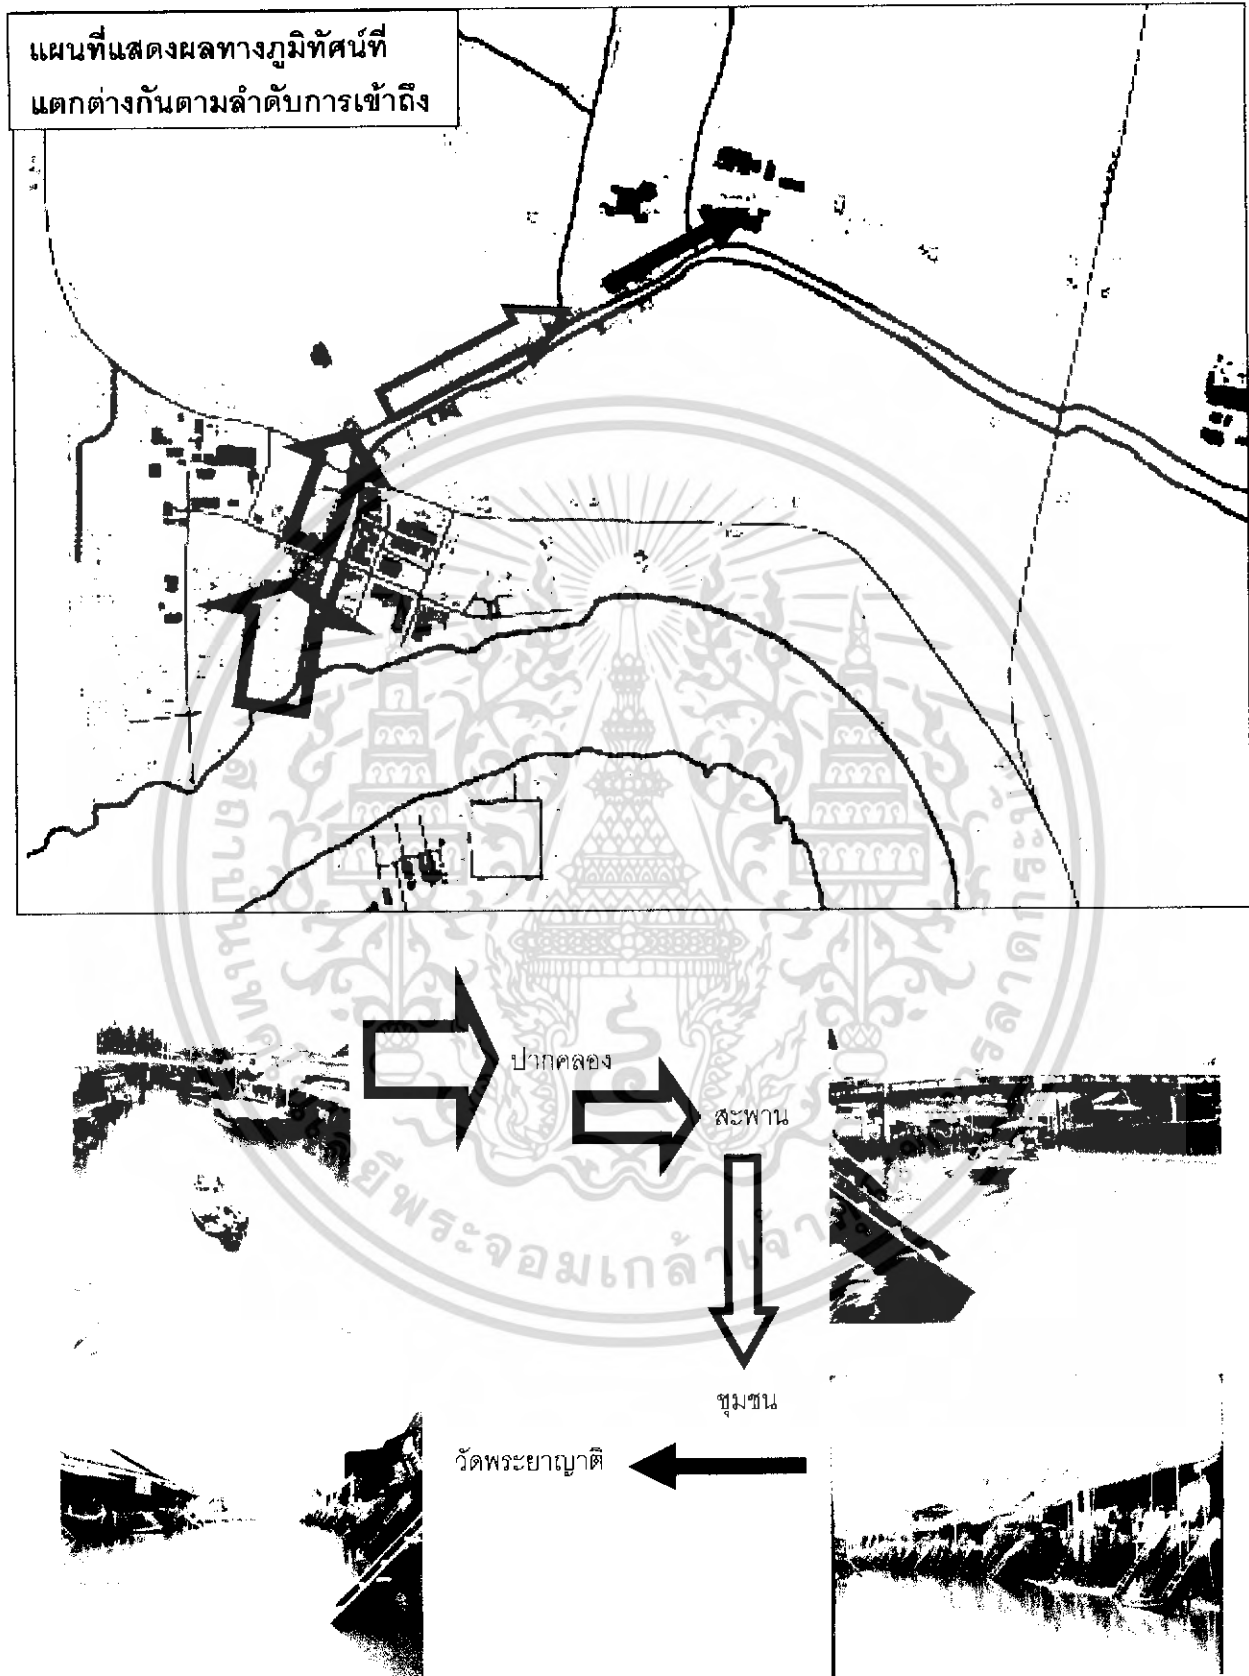 แผนที่แสดงผลทางภูมิทัศน์ที่
แตกต่างกันตามลำดับการเข้าถึง
ปากคลอง
สะพาน
ชุมชน
วัดพระยาญาติ